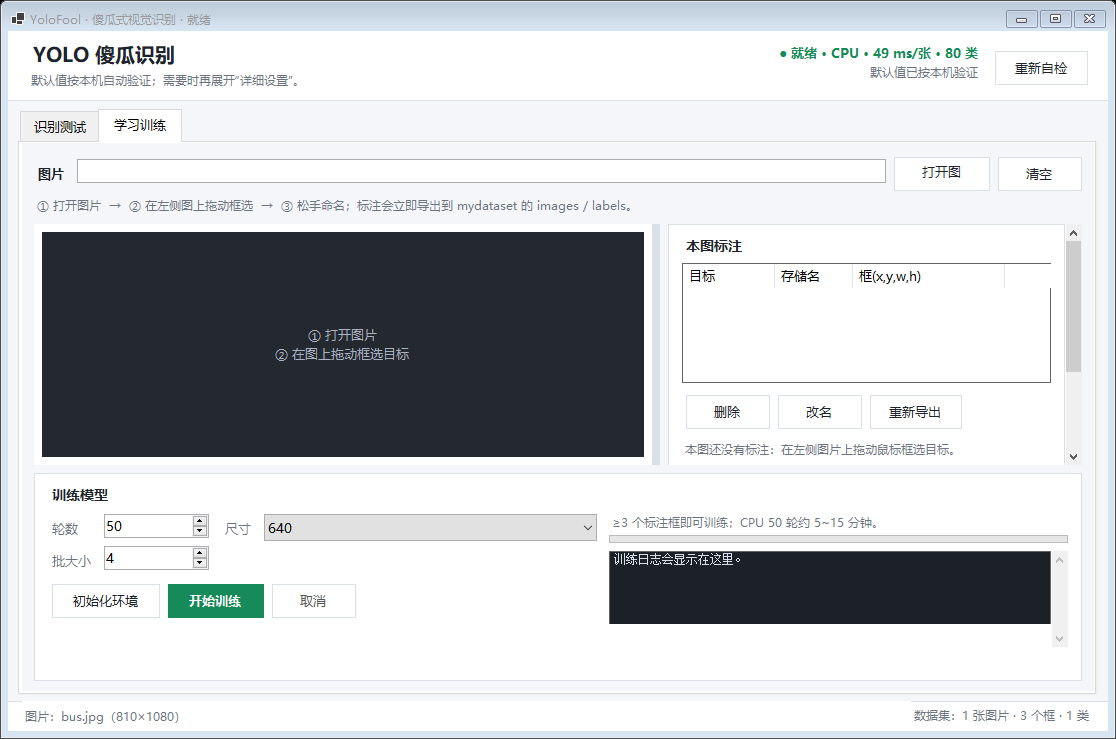 YoloFool · 傻瓜式视觉识别 · 就绪
YOLO 傻瓜识别
默认值按本机自动验证；需要时再展开“详细设置”。
● 就绪 • CPU • 49 ms/张 • 80 类
默认值已按本机验证
重新自检
识别测试
学习训练
图片
打开图
清空
① 打开图片 → ② 在左侧图上拖动框选 → ③ 松手命名；标注会立即导出到 mydataset 的 images / labels。
① 打开图片
② 在图上拖动框选目标
本图标注
目标 存储名 框(x,y,w,h)
删除 改名 重新导出
本图还没有标注：在左侧图片上拖动鼠标框选目标。
训练模型
轮数 50 尺寸 640
批大小 4
初始化环境 开始训练 取消
≥3 个标注框即可训练；CPU 50 轮约 5~15 分钟。
训练日志会显示在这里。
图片：bus.jpg（810×1080）
数据集：1 张图片 · 3 个框 · 1 类